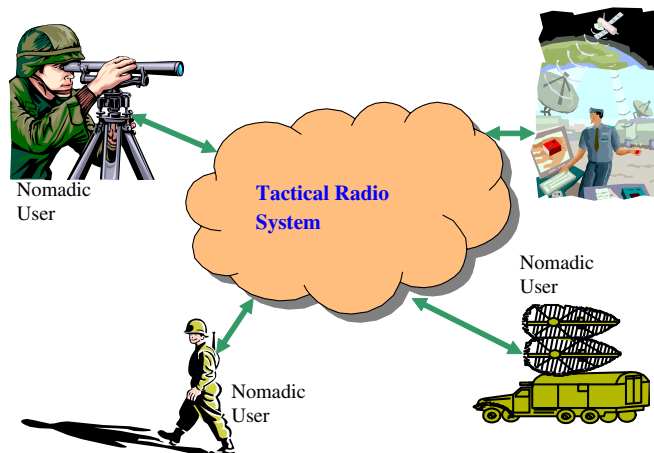 Nomadic
User
Tactical Radio
System
Nomadic
User
Nomadic
User